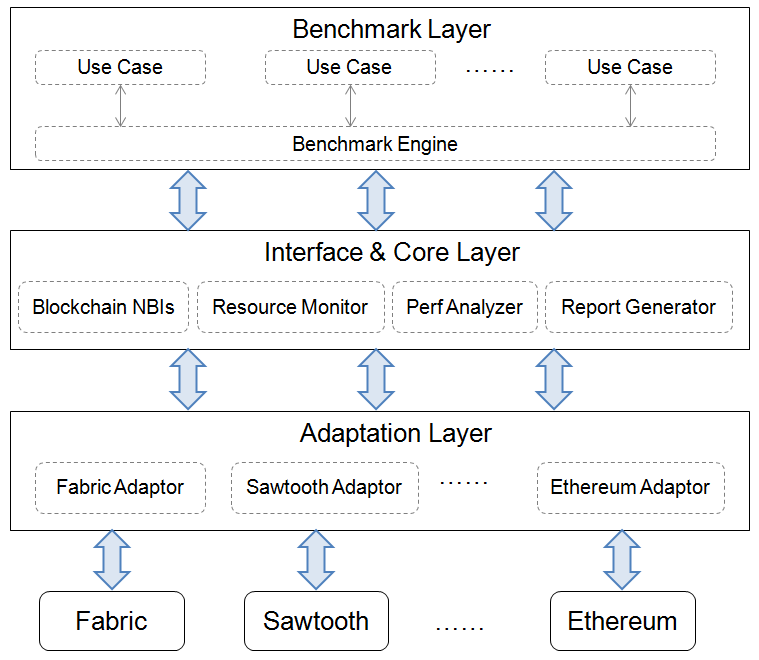 Benchmark Layer
Use Case
Use Case
......
Use Case
Benchmark Engine
Interface & Core Layer
Blockchain NBIs
Resource Monitor
Perf Analyzer
Report Generator
Adaptation Layer
Fabric Adaptor
Sawtooth Adaptor
......
Ethereum Adaptor
Fabric
Sawtooth
......
Ethereum